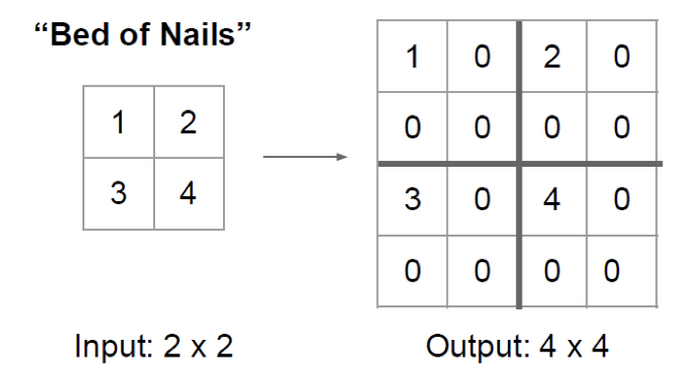 “Bed of Nails”
1 2
3 4
1 0 2 0
0 0 0 0
3 0 4 0
0 0 0 0
Input: 2 x 2
Output: 4 x 4